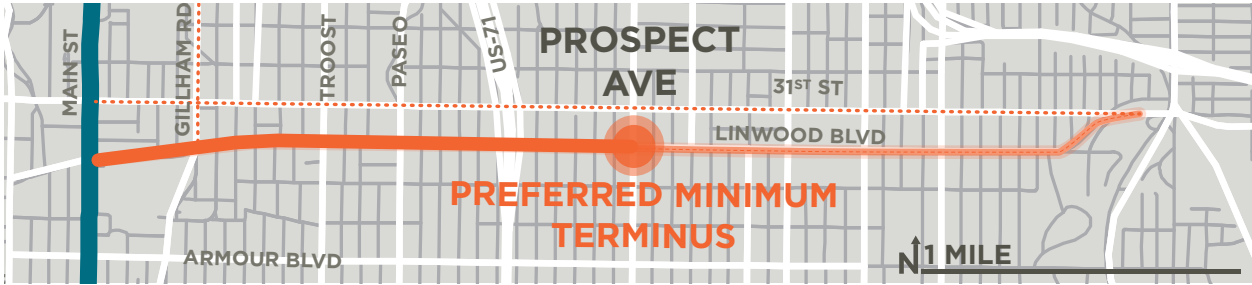 MAIN ST
GILLHAM RD
TROOST
PASEO
US-71
PROSPECT
AVE
31ST ST
LINWOOD BLVD
PREFERRED MINIMUM
TERMINUS
ARMOUR BLVD
N 1 MILE